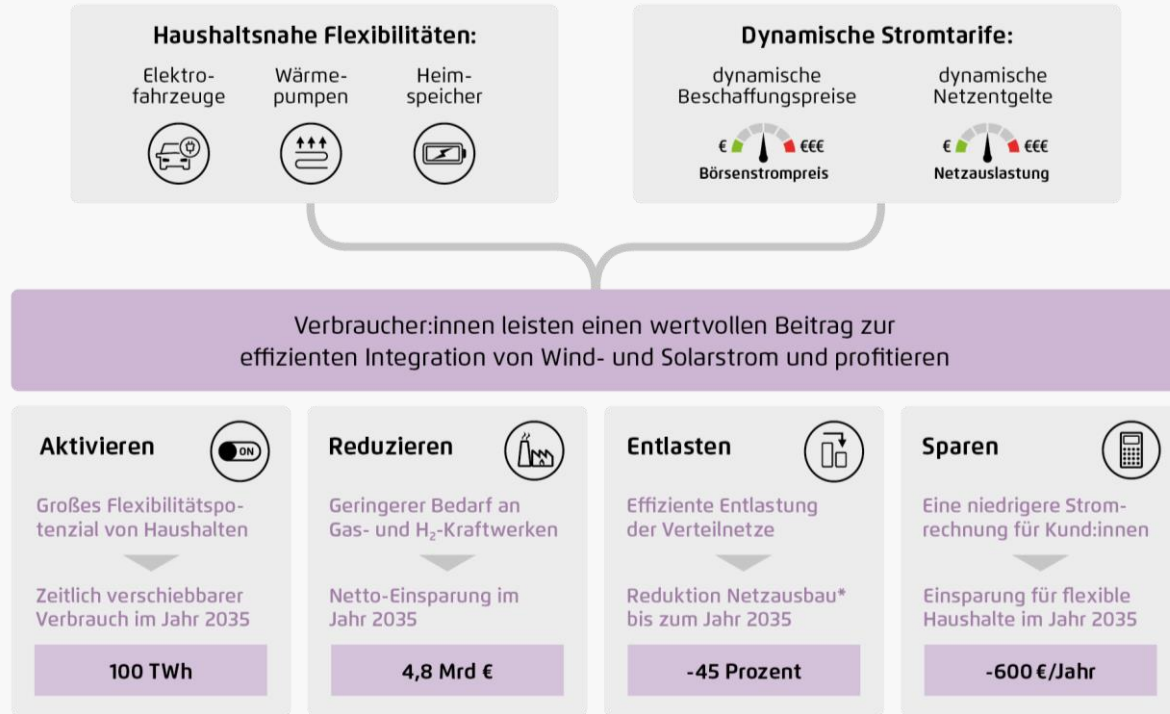 Haushaltsnahe Flexibilitäten:
Elektro-
fahrzeuge
Wärme-
pumpen
Heim-
speicher
Dynamische Stromtarife:
dynamische
Beschaffungspreise
€ €€€
Börsenstrompreis
dynamische
Netzentgelte
€ €€€
Netzauslastung
Verbraucher:innen leisten einen wertvollen Beitrag zur
effizienten Integration von Wind- und Solarstrom und profitieren
Aktivieren
ON
Großes Flexibilitätspo-
tenzial von Haushalten
Zeitlich verschiebbarer
Verbrauch im Jahr 2035
100 TWh
Reduzieren
Geringerer Bedarf an
Gas- und H₂-Kraftwerken
Netto-Einsparung im
Jahr 2035
4,8 Mrd €
Entlasten
Effiziente Entlastung
der Verteilnetze
Reduktion Netzausbau*
bis zum Jahr 2035
-45 Prozent
Sparen
Eine niedrigere Strom-
rechnung für Kund:innen
Einsparung für flexible
Haushalte im Jahr 2035
-600 €/Jahr